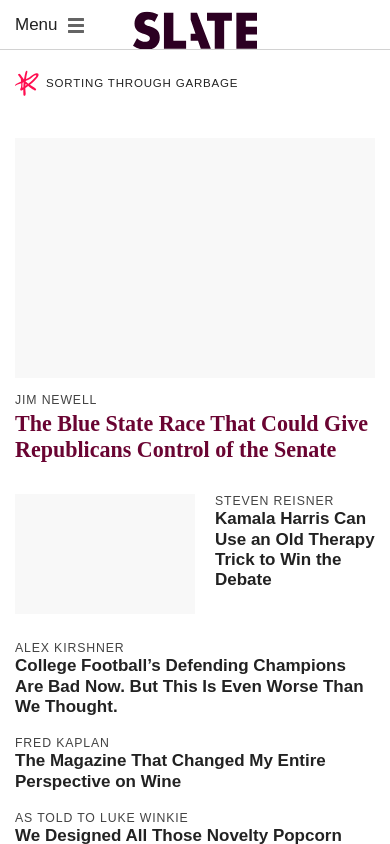 Menu
SLATE
SORTING THROUGH GARBAGE
JIM NEWELL
The Blue State Race That Could Give
Republicans Control of the Senate
STEVEN REISNER
Kamala Harris Can
Use an Old Therapy
Trick to Win the
Debate
ALEX KIRSHNER
College Football’s Defending Champions
Are Bad Now. But This Is Even Worse Than
We Thought.
FRED KAPLAN
The Magazine That Changed My Entire
Perspective on Wine
AS TOLD TO LUKE WINKIE
We Designed All Those Novelty Popcorn